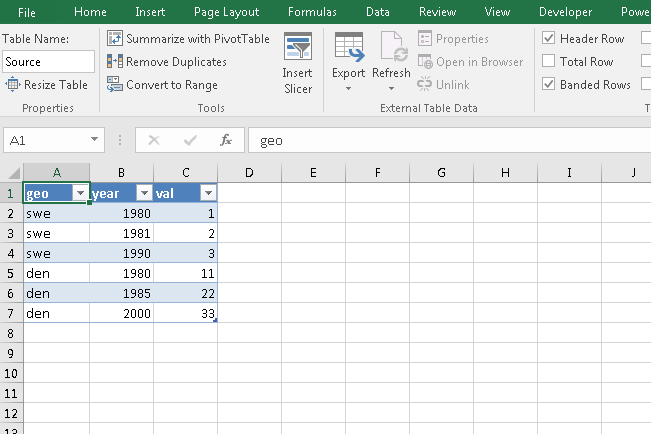 File Home Insert Page Layout Formulas Data Review View Developer
Table Name:
Source
Resize Table
Properties
Summarize with PivotTable
Remove Duplicates
Convert to Range
Tools
Insert
Slicer
Export Refresh
Properties
Open in Browser
Unlink
External Table Data
Header Row
Total Row
Banded Rows
A1 fx geo
A B C D E F G H I J
1 geo year val
2 swe 1980 1
3 swe 1981 2
4 swe 1990 3
5 den 1980 11
6 den 1985 22
7 den 2000 33
8
9
10
11
12
13